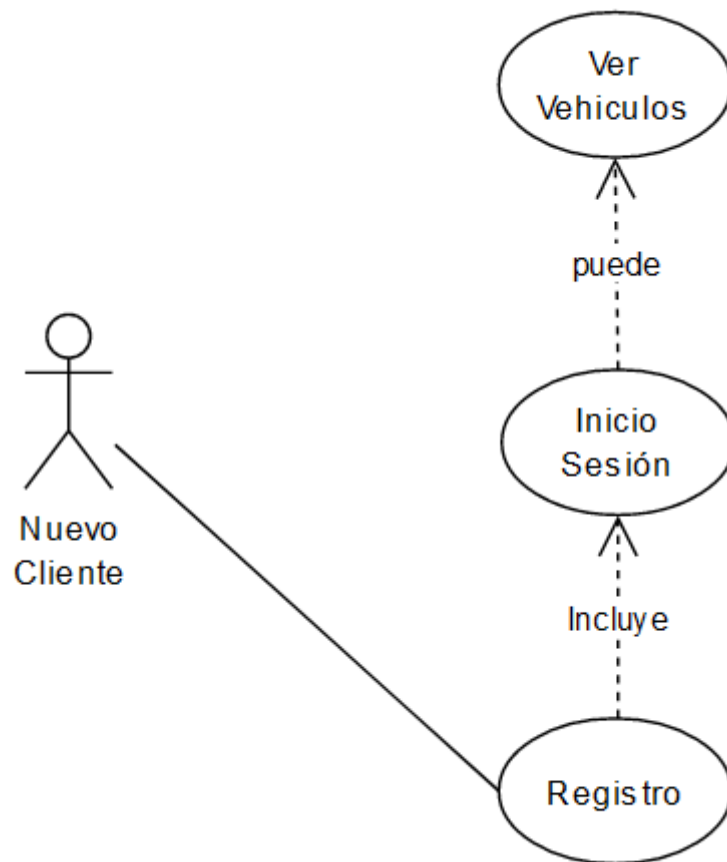 Ver
Vehiculos
puede
Inicio
Sesión
Nuevo
Cliente
Incluye
Registro